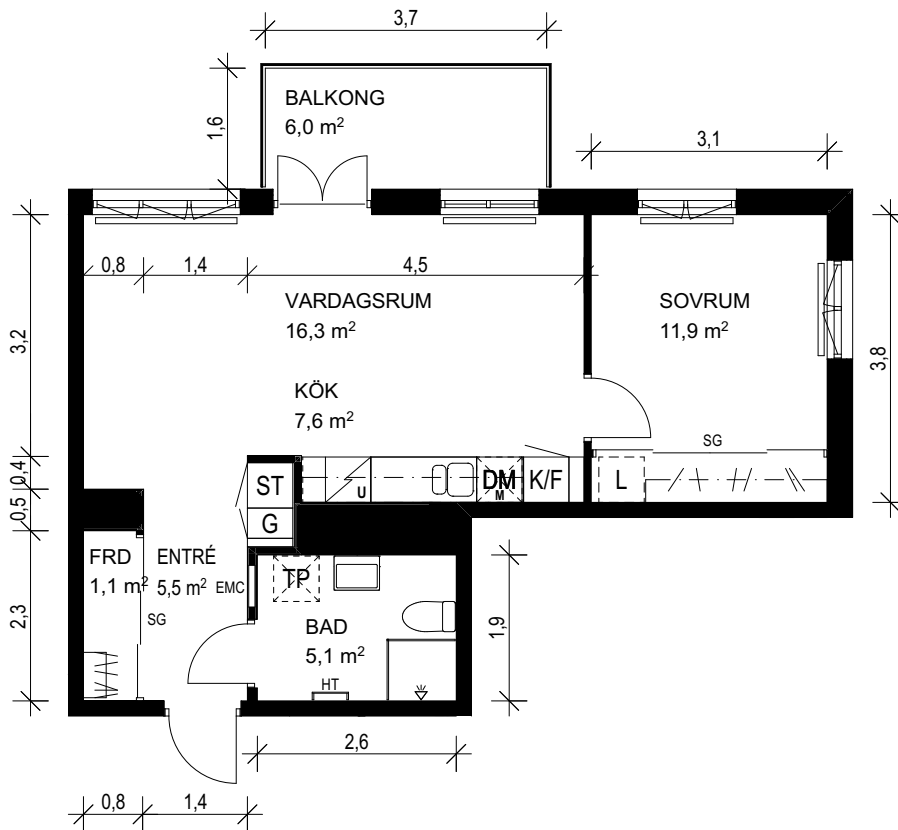 3,7
BALKONG
6,0 m²
1,6
3,1
0,8
1,4
4,5
VARDAGSRUM
16,3 m²
SOVRUM
11,9 m²
3,2
3,8
KÖK
7,6 m²
SG
0,4
ST
U
DM
M
K/F
L
0,5
G
FRD
1,1 m²
ENTRÉ
5,5 m²
EMC
TP
2,3
SG
BAD
5,1 m²
1,9
HT
2,6
0,8
1,4